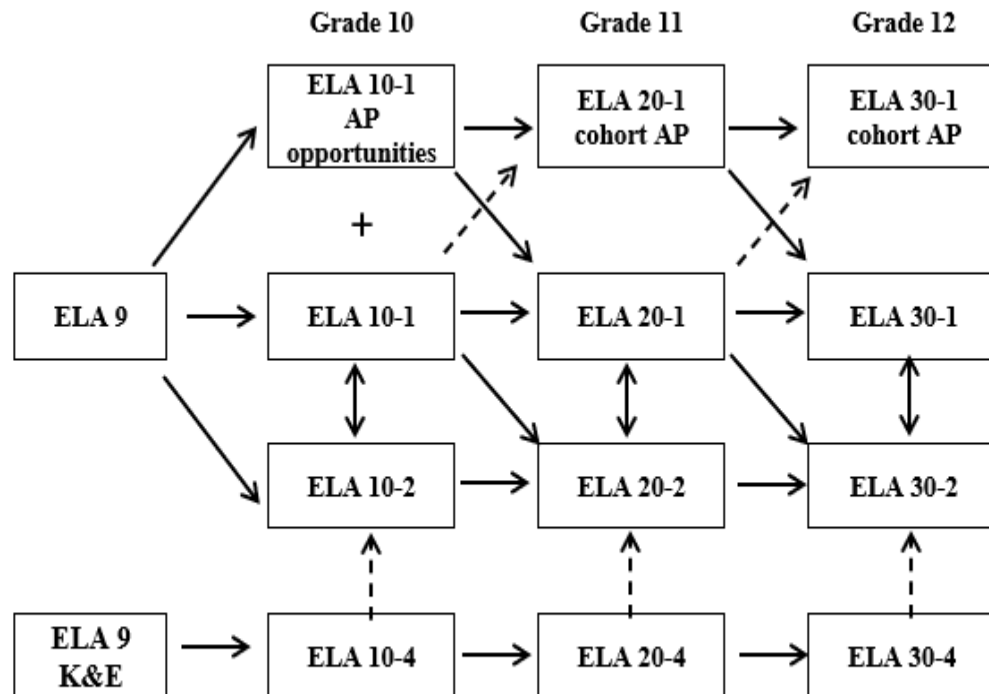 Grade 10
Grade 11
Grade 12
ELA 10-1
AP
opportunities
ELA 20-1
cohort AP
ELA 30-1
cohort AP
+
ELA 9
ELA 10-1
ELA 20-1
ELA 30-1
ELA 10-2
ELA 20-2
ELA 30-2
ELA 9
K&E
ELA 10-4
ELA 20-4
ELA 30-4